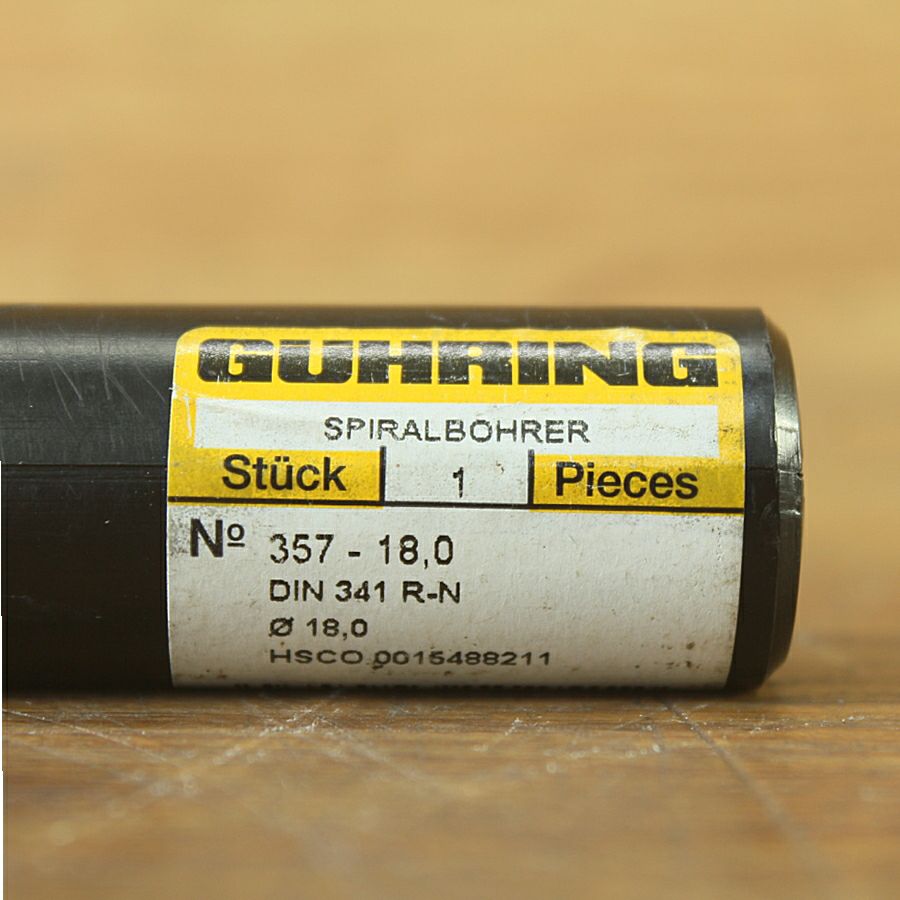 GUHRING
SPIRALBOHRER
Stück 1 Pieces
Nº 357 - 18,0
DIN 341 R-N
Ø 18,0
HSCO 0015488211